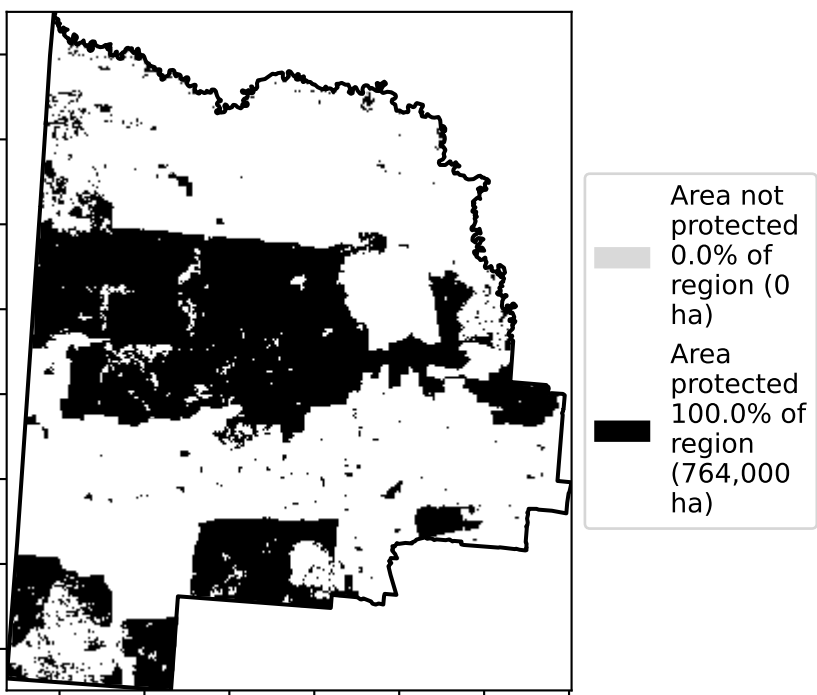 Area not
protected
0.0% of
region (0
ha)
Area
protected
100.0% of
region
(764,000
ha)